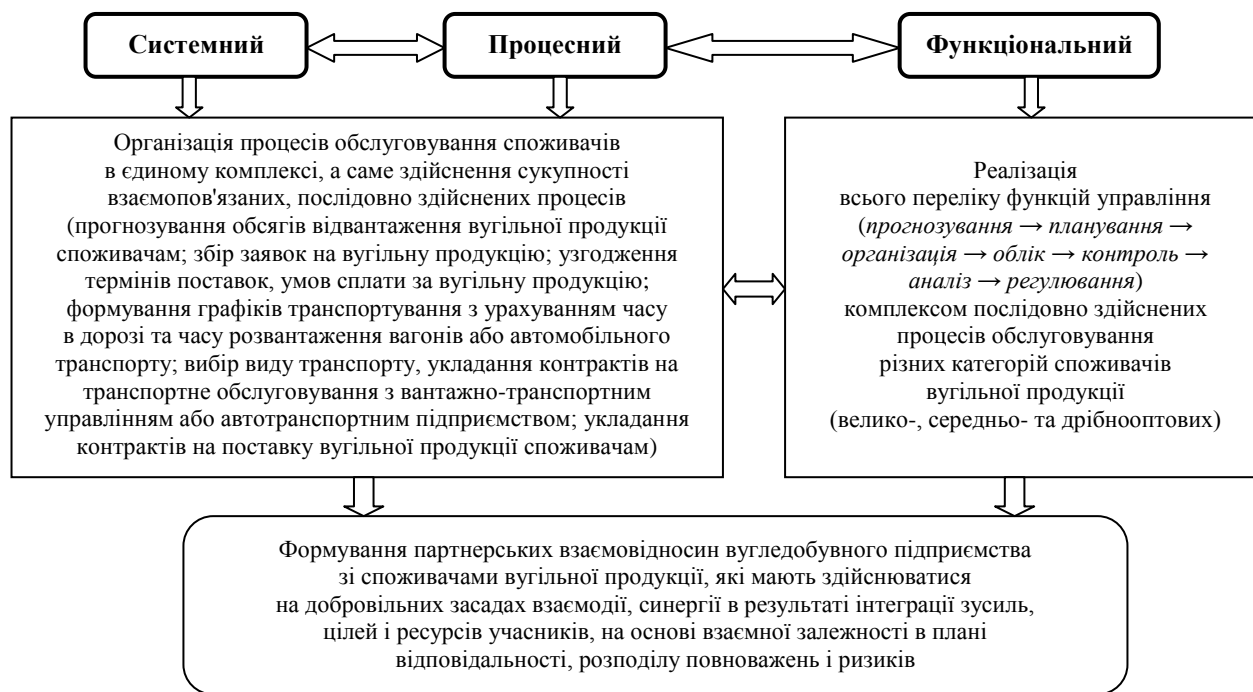 Системний
Процесний
Функціональний
Організація процесів обслуговування споживачів
в єдиному комплексі, а саме здійснення сукупності
взаємопов'язаних, послідовно здійснених процесів
(прогнозування обсягів відвантаження вугільної продукції
споживачам; збір заявок на вугільну продукцію; узгодження
термінів поставок, умов сплати за вугільну продукцію;
формування графіків транспортування з урахуванням часу
в дорозі та часу розвантаження вагонів або автомобільного
транспорту; вибір виду транспорту, укладання контрактів на
транспортне обслуговування з вантажно-транспортним
управлінням або автотранспортним підприємством; укладання
контрактів на поставку вугільної продукції споживачам)
Реалізація
всього переліку функцій управління
(прогнозування → планування →
організація → облік → контроль →
аналіз → регулювання)
комплексом послідовно здійснених
процесів обслуговування
різних категорій споживачів
вугільної продукції
(велико-, середньо- та дрібнооптових)
Формування партнерських взаємовідносин вугледобувного підприємства
зі споживачами вугільної продукції, які мають здійснюватися
на добровільних засадах взаємодії, синергії в результаті інтеграції зусиль,
цілей і ресурсів учасників, на основі взаємної залежності в плані
відповідальності, розподілу повноважень і ризиків